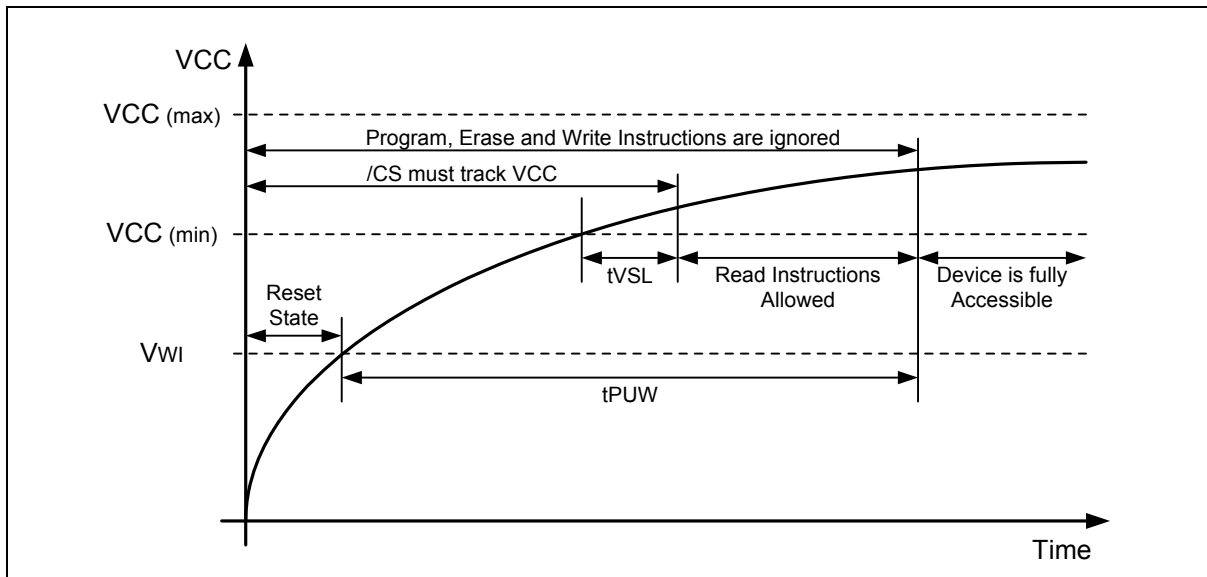 VCC
VCC (max)
Program, Erase and Write Instructions are ignored
/CS must track VCC
VCC (min)
tVSL
Read Instructions
Allowed
Device is fully
Accessible
Reset
State
VWI
tPUW
Time